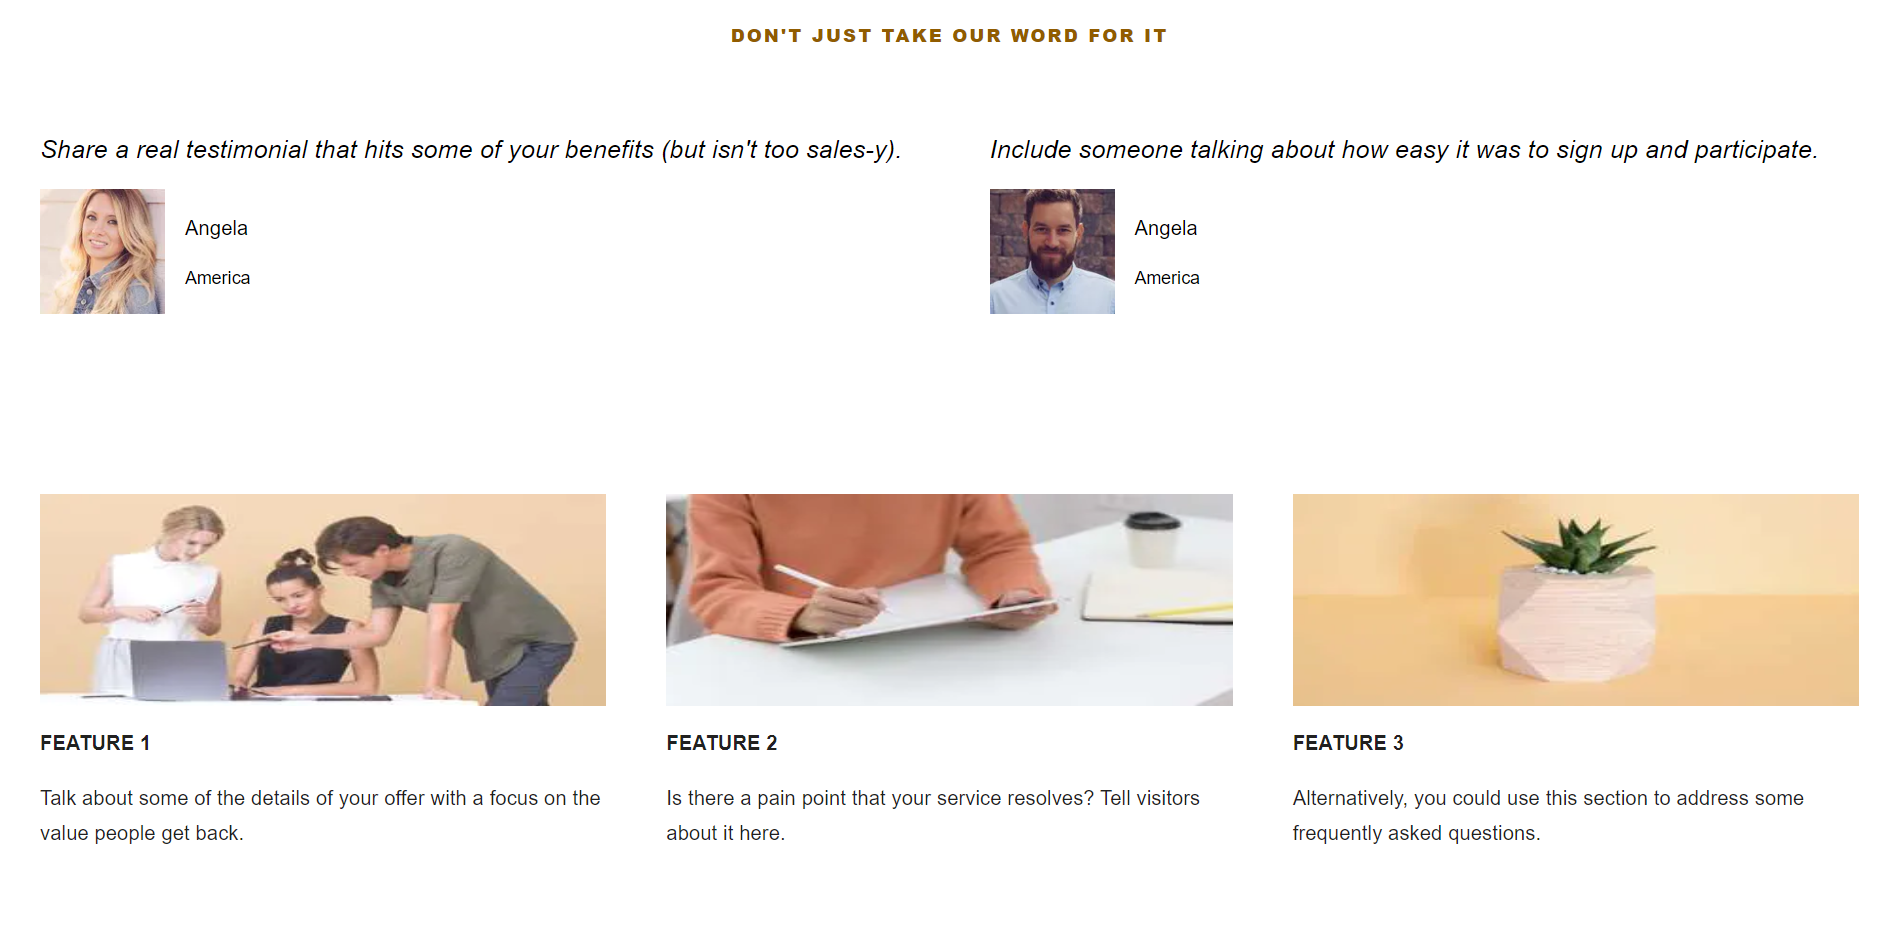 DON'T JUST TAKE OUR WORD FOR IT
Share a real testimonial that hits some of your benefits (but isn't too sales-y).
Angela
America
Include someone talking about how easy it was to sign up and participate.
Angela
America
FEATURE 1
Talk about some of the details of your offer with a focus on the
value people get back.
FEATURE 2
Is there a pain point that your service resolves? Tell visitors
about it here.
FEATURE 3
Alternatively, you could use this section to address some
frequently asked questions.